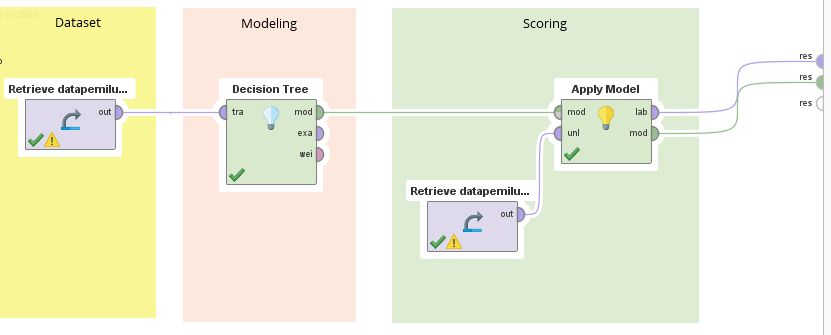 rocess
Dataset
Modeling
Scoring
Retrieve datapemilu...
out
Decision Tree
tra
mod
exa
wei
Apply Model
mod
unl
lab
mod
Retrieve datapemilu...
out
res
res
res